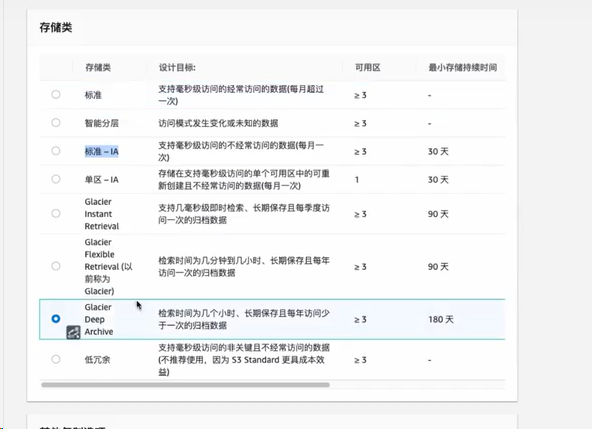 存储类
存储类 设计目标: 可用区 最小存储持续时间
标准 支持毫秒级访问的经常访问的数据(每月超过
一次) ≥ 3 -
智能分层 访问模式发生变化或未知的数据 ≥ 3 -
标准 – IA 支持毫秒级访问的不经常访问的数据(每月一
次) ≥ 3 30 天
单区 – IA 存储在支持毫秒级访问的单个可用区中的可重
新创建且不经常访问的数据(每月一次) 1 30 天
Glacier
Instant
Retrieval
支持几毫秒级即时检索、长期保存且每季度访
问一次的归档数据 ≥ 3 90 天
Glacier
Flexible
Retrieval (以
前称为
Glacier)
检索时间为几分钟到几小时、长期保存且每年
访问一次的归档数据 ≥ 3 90 天
Glacier
Deep
Archive
检索时间为几个小时、长期保存且每年访问少
于一次的归档数据 ≥ 3 180 天
低冗余 支持毫秒级访问的非关键且不经常访问的数据
(不推荐使用，因为 S3 Standard 更具成本效
益) ≥ 3 -